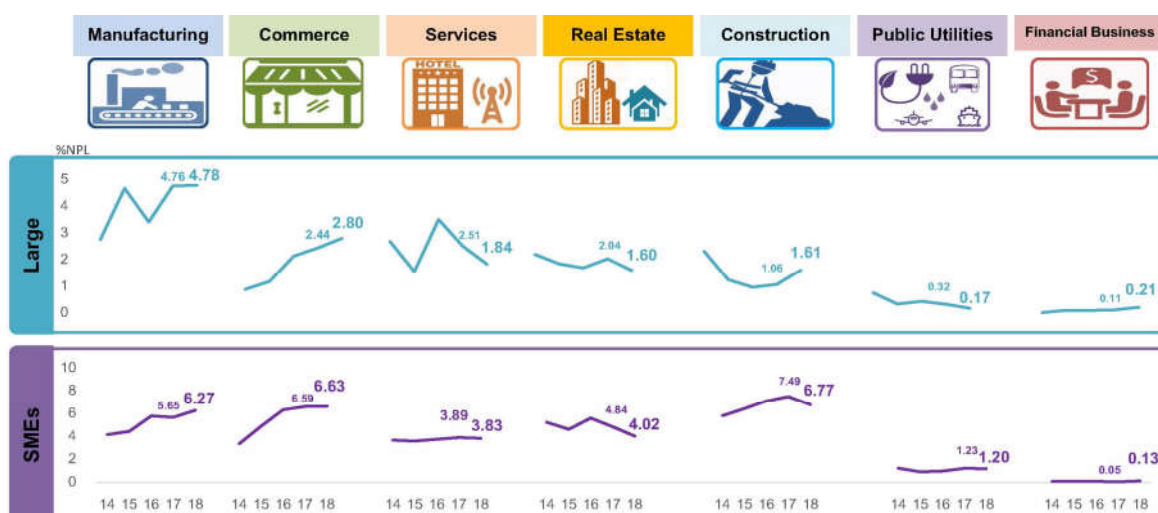 Manufacturing
Commerce
Services
Real Estate
Construction
Public Utilities
Financial Business
HOTEL
$
%NPL
Large
5
4
3
2
1
0
4.76 4.78
2.44 2.80
2.51 1.84
2.04 1.60
1.06 1.61
0.32 0.17
0.11 0.21
SMEs
10
8
6
4
2
0
5.65 6.27
6.59 6.63
3.89 3.83
4.84 4.02
7.49 6.77
1.23 1.20
0.05 0.13
14 15 16 17 18
14 15 16 17 18
14 15 16 17 18
14 15 16 17 18
14 15 16 17 18
14 15 16 17 18
14 15 16 17 18